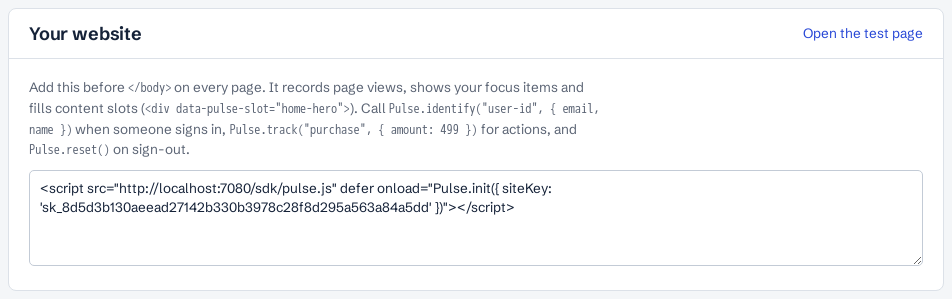 Your website
Open the test page
Add this before </body> on every page. It records page views, shows your focus items and
fills content slots (<div data-pulse-slot="home-hero">). Call Pulse.identify("user-id", { email,
name }) when someone signs in, Pulse.track("purchase", { amount: 499 }) for actions, and
Pulse.reset() on sign-out.
<script src="http://localhost:7080/sdk/pulse.js" defer onload="Pulse.init({ siteKey:
'sk_8d5d3b130aeead27142b330b3978c28f8d295a563a84a5dd' })"></script>